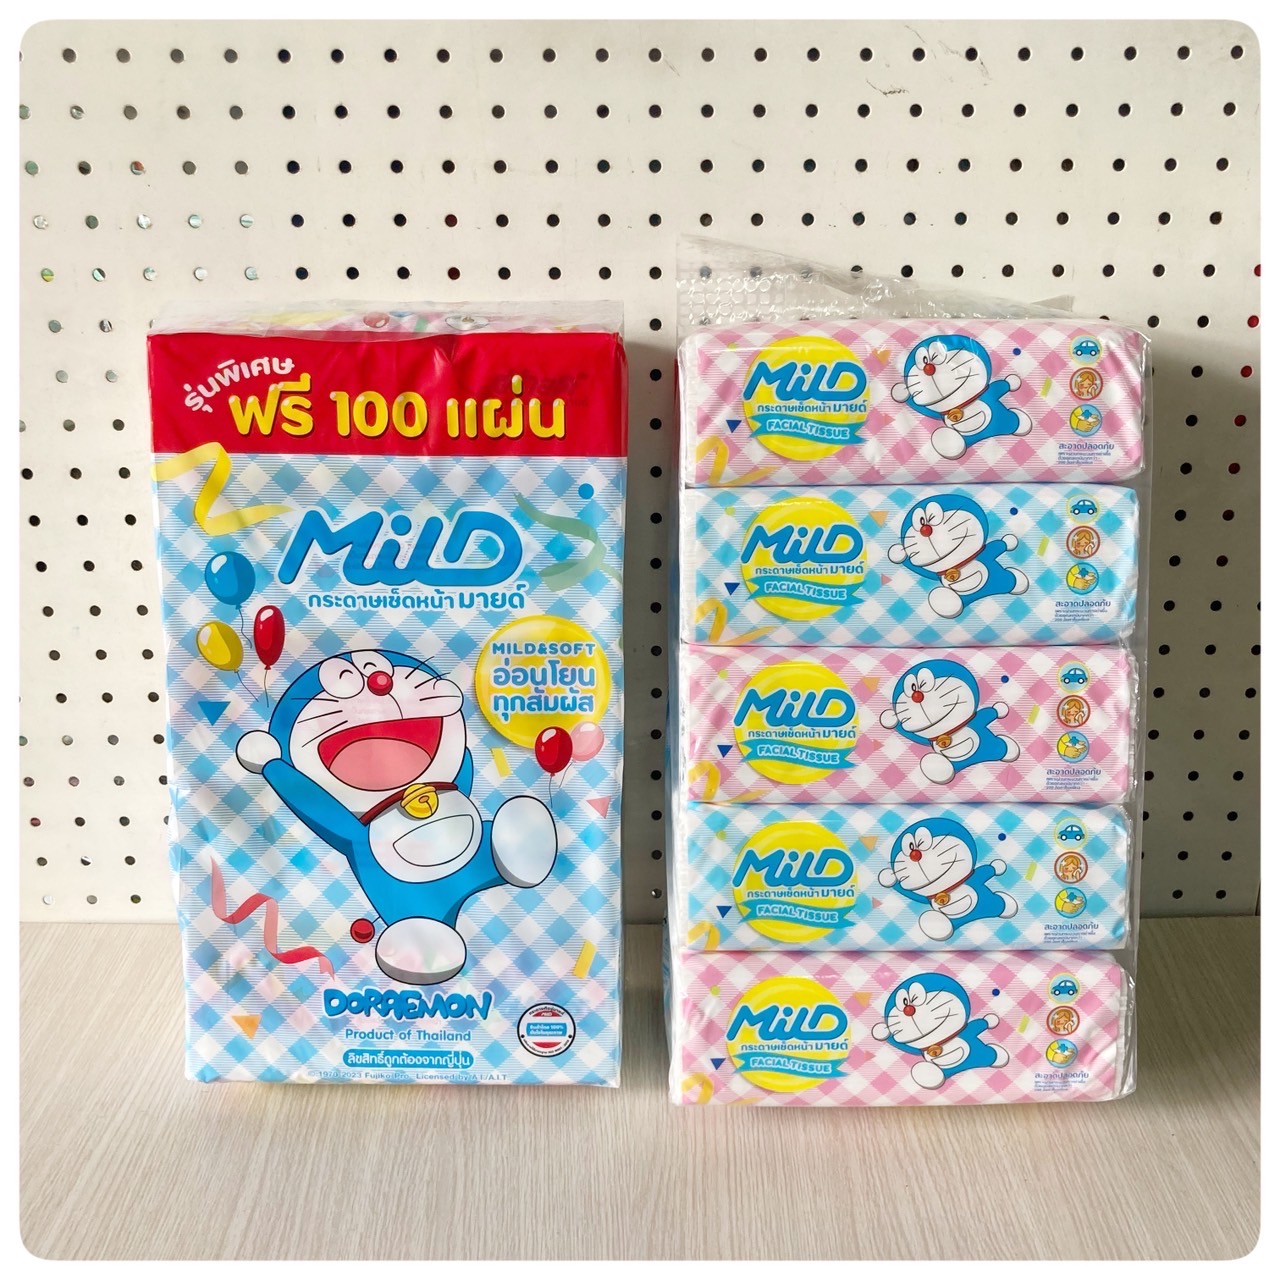 รุ่นพิเศษ
ฟรี 100 แผ่น
MiLD
กระดาษเช็ดหน้ามายด์
MILD&SOFT
อ่อนโยน
ทุกสัมผัส
DORAEMON
Product of Thailand
ลิขสิทธิ์ถูกต้องจากญี่ปุ่น
© 1970-2023 Fujiko Pro. Licensed by A.I./A.I.T
MiLD
กระดาษเช็ดหน้ามายด์
FACIAL TISSUE
สะอาดปลอดภัย
MiLD
กระดาษเช็ดหน้ามายด์
FACIAL TISSUE
สะอาดปลอดภัย
MiLD
กระดาษเช็ดหน้ามายด์
FACIAL TISSUE
สะอาดปลอดภัย
MiLD
กระดาษเช็ดหน้ามายด์
FACIAL TISSUE
สะอาดปลอดภัย
MiLD
กระดาษเช็ดหน้ามายด์
FACIAL TISSUE
สะอาดปลอดภัย